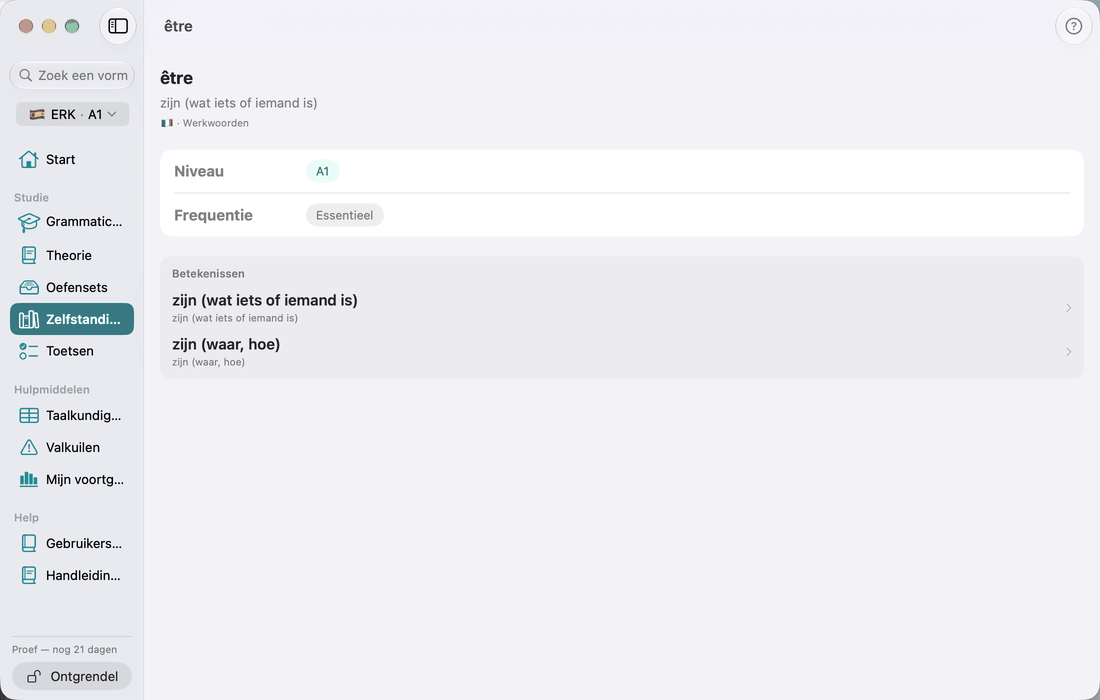 être
Zoek een vorm
ERK · A1
Start
Studie
Grammatic...
Theorie
Oefensets
Zelfstandi...
Toetsen
Hulpmiddelen
Taalkundig...
Valkuilen
Mijn voortg...
Help
Gebruikers...
Handleidin...
Proef — nog 21 dagen
Ontgrendel
être
zijn (wat iets of iemand is)
· Werkwoorden
Niveau A1
Frequentie Essentieel
Betekenissen
zijn (wat iets of iemand is)
zijn (wat iets of iemand is)
zijn (waar, hoe)
zijn (waar, hoe)